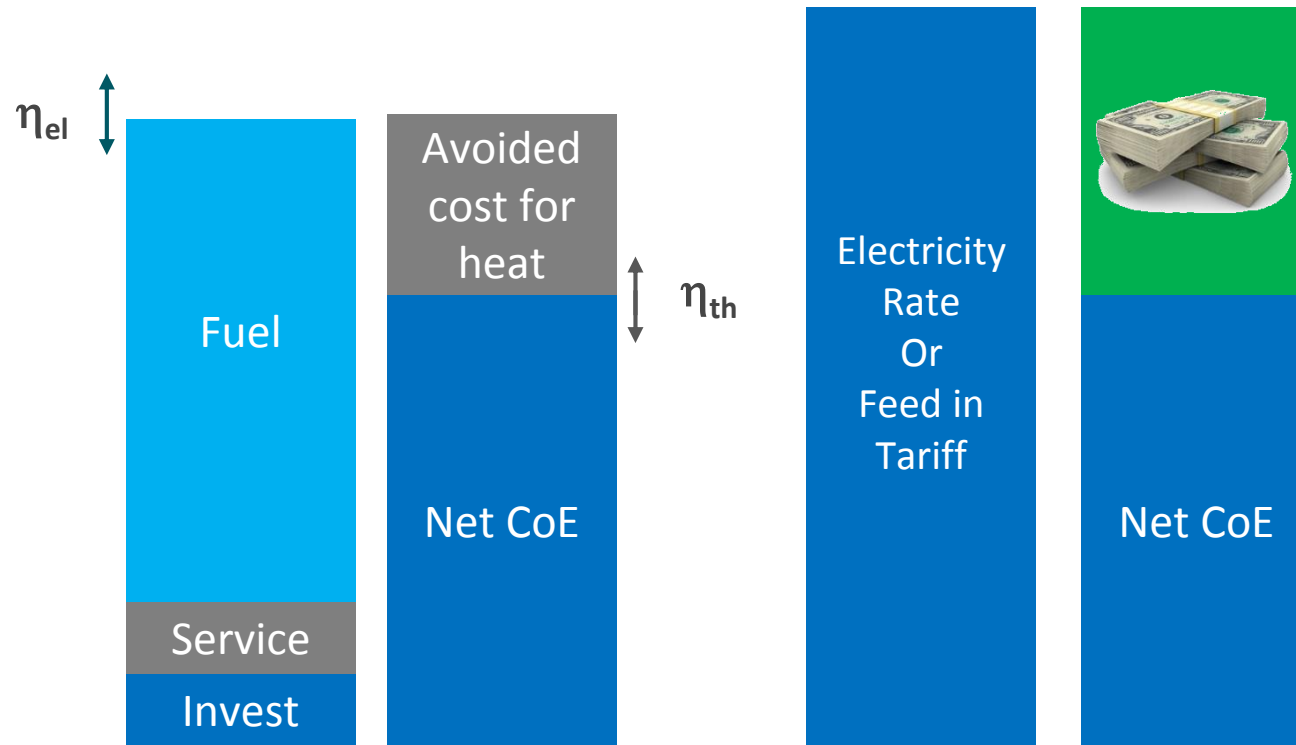 ηel
Fuel
Service
Invest
Avoided
cost for
heat
ηth
Net CoE
Electricity
Rate
Or
Feed in
Tariff
Net CoE